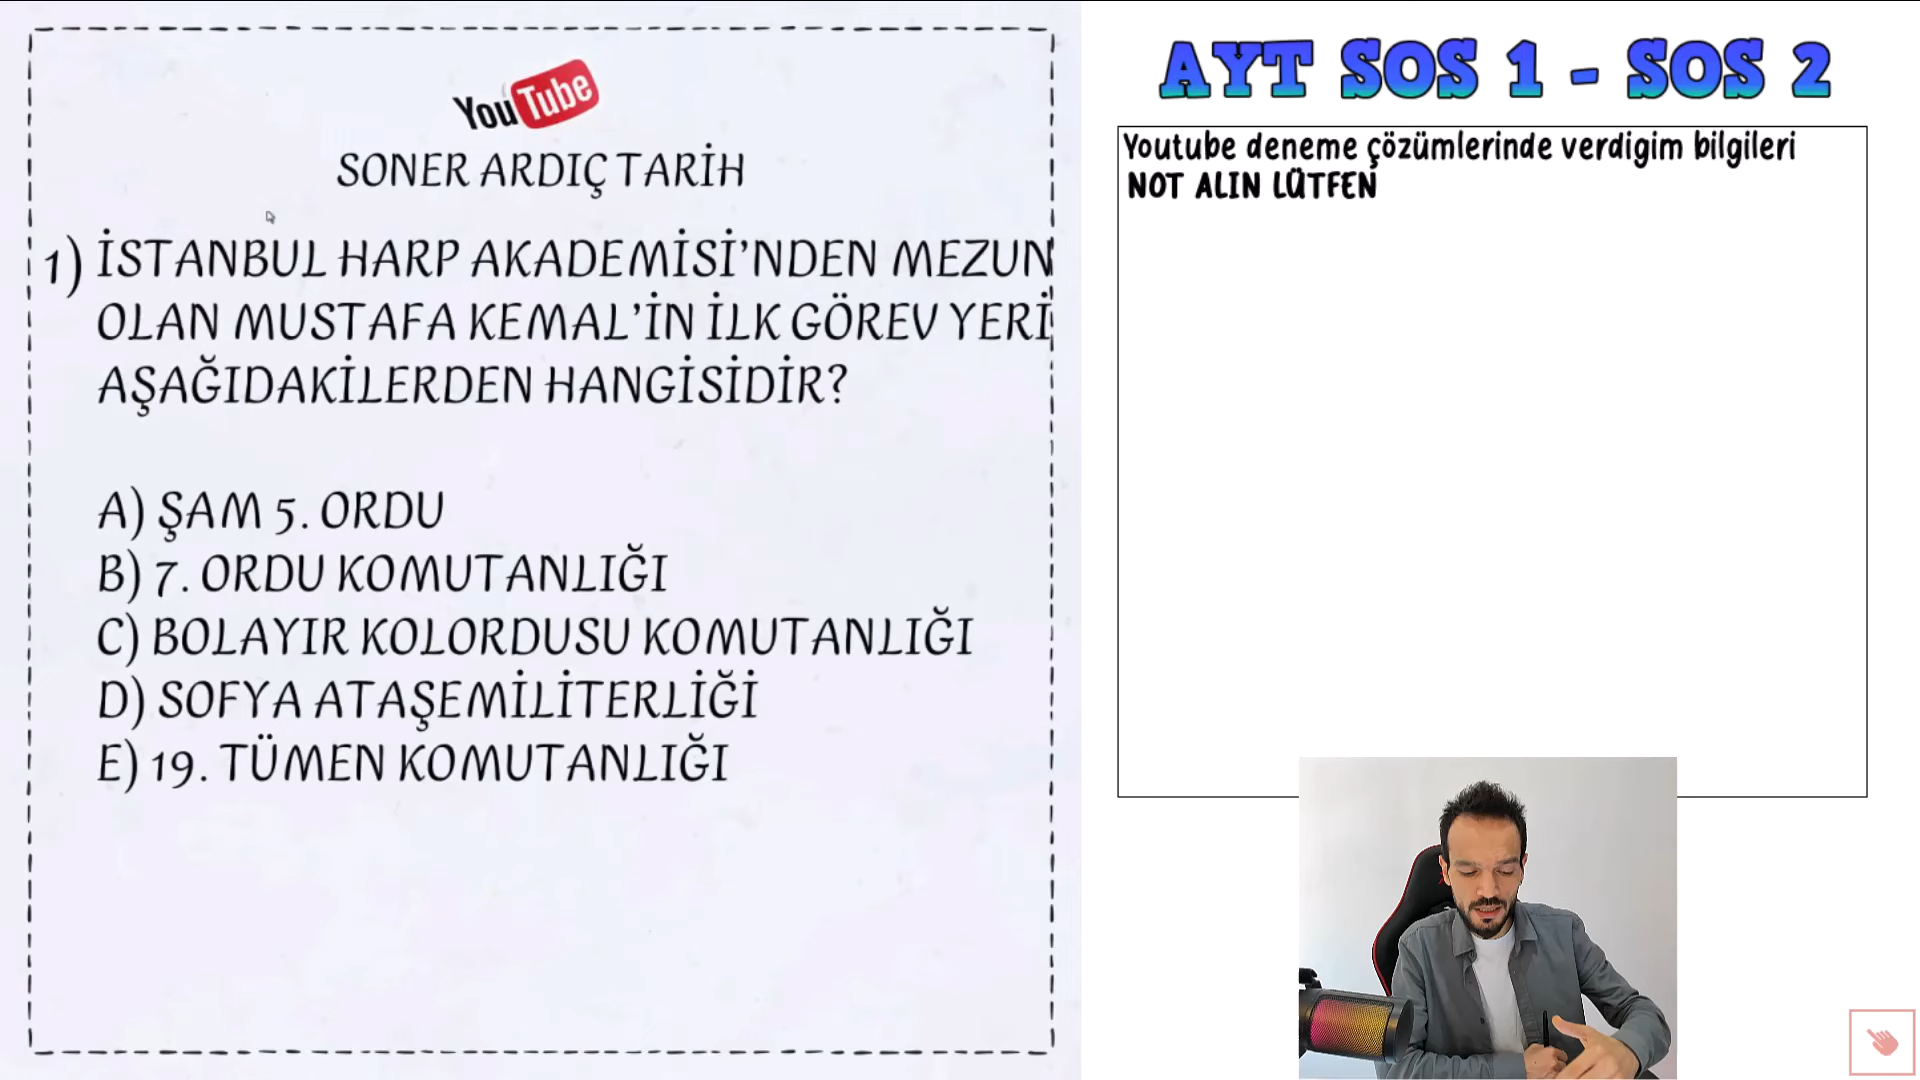 YouTube
SONER ARDIÇ TARİH
1) İSTANBUL HARP AKADEMİSİ'NDEN MEZUN
OLAN MUSTAFA KEMAL'İN İLK GÖREV YERİ
AŞAĞIDAKİLERDEN HANGİSİDİR?
A) ŞAM 5. ORDU
B) 7. ORDU KOMUTANLIĞI
C) BOLAYIR KOLORDUSU KOMUTANLIĞI
D) SOFYA ATAŞEMİLİTERLİĞİ
E) 19. TÜMEN KOMUTANLIĞI
AYT SOS 1 - SOS 2
Youtube deneme çözümlerinde verdigim bilgileri
NOT ALIN LÜTFEN